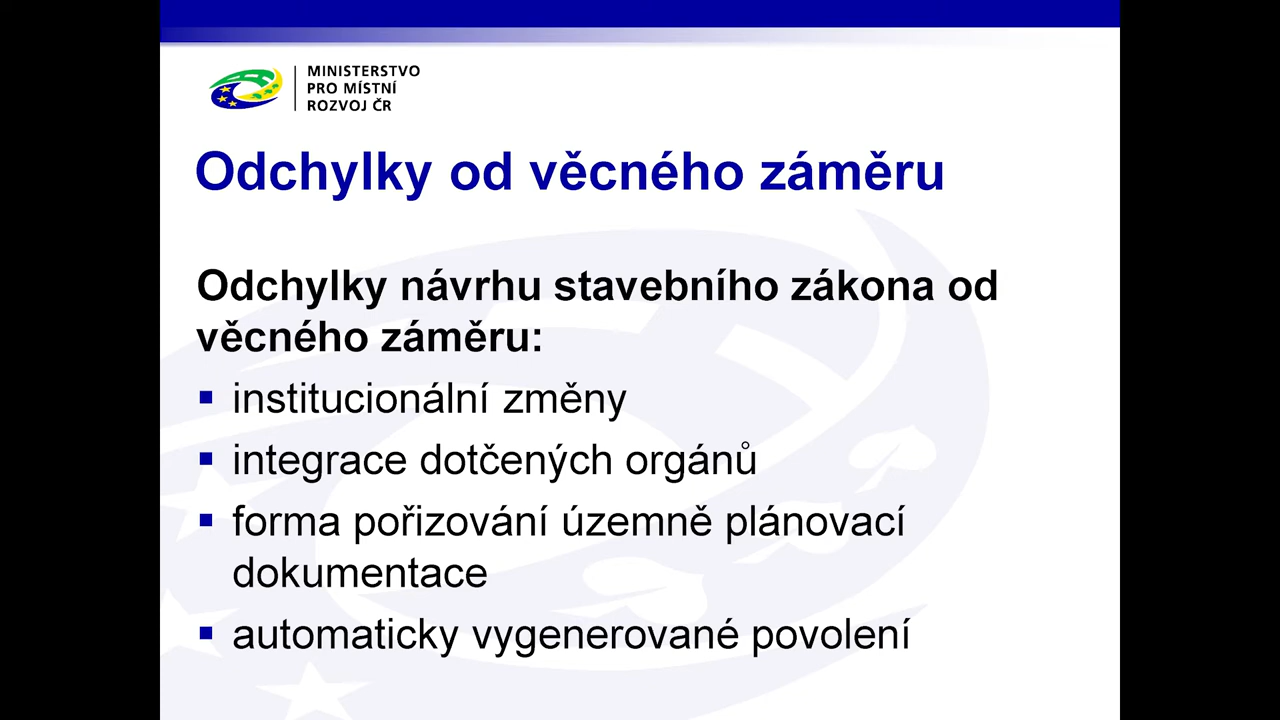 MINISTERSTVO
PRO MÍSTNÍ
ROZVOJ ČR
Odchylky od věcného záměru
Odchylky návrhu stavebního zákona od
věcného záměru:
▪ institucionální změny
▪ integrace dotčených orgánů
▪ forma pořizování územně plánovací
dokumentace
▪ automaticky vygenerované povolení